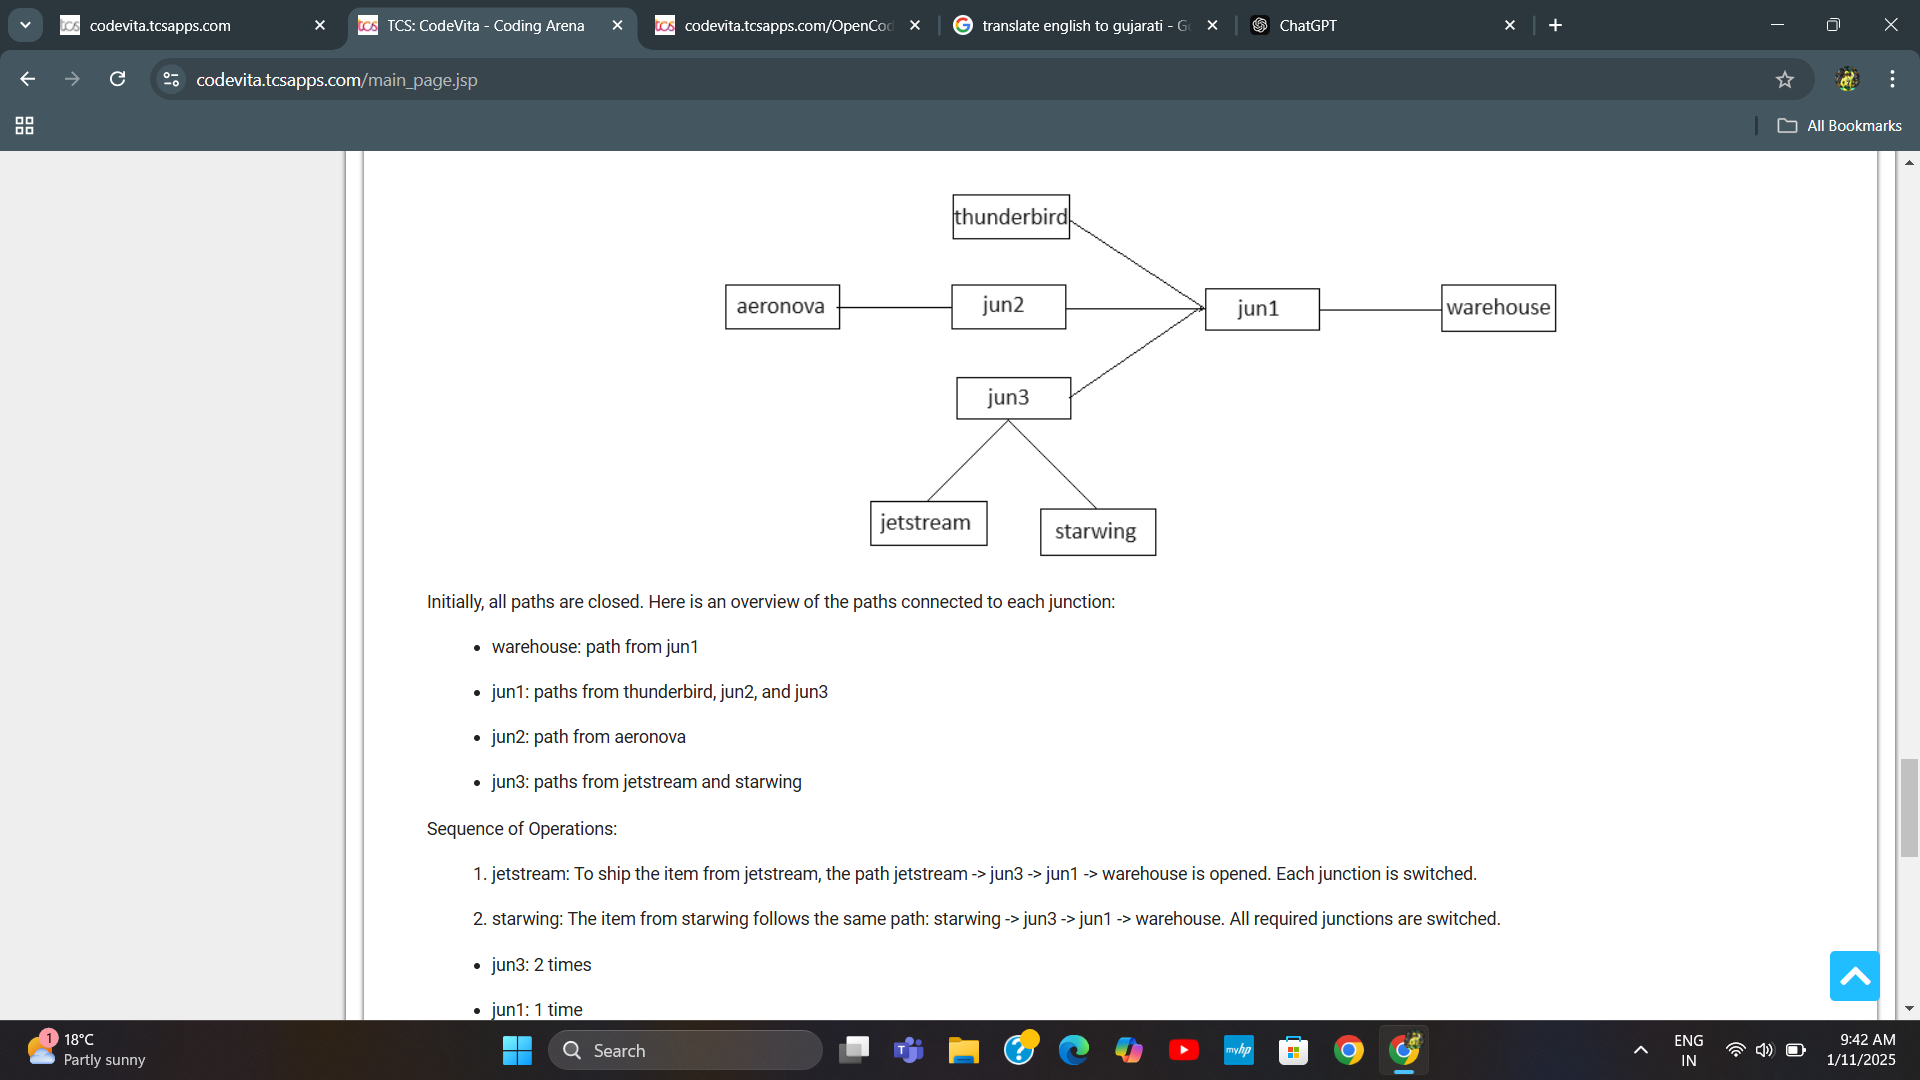 codevita.tcsapps.com
TCS: CodeVita - Coding Arena
codevita.tcsapps.com/OpenCod
translate english to gujarati - Go
ChatGPT
codevita.tcsapps.com/main_page.jsp
All Bookmarks
thunderbird
aeronova
jun2
jun1
warehouse
jun3
jetstream
starwing
Initially, all paths are closed. Here is an overview of the paths connected to each junction:
• warehouse: path from jun1
• jun1: paths from thunderbird, jun2, and jun3
• jun2: path from aeronova
• jun3: paths from jetstream and starwing
Sequence of Operations:
1. jetstream: To ship the item from jetstream, the path jetstream -> jun3 -> jun1 -> warehouse is opened. Each junction is switched.
2. starwing: The item from starwing follows the same path: starwing -> jun3 -> jun1 -> warehouse. All required junctions are switched.
• jun3: 2 times
• jun1: 1 time
1
18°C
Partly sunny
Search
myhp
ENG
IN
9:42 AM
1/11/2025